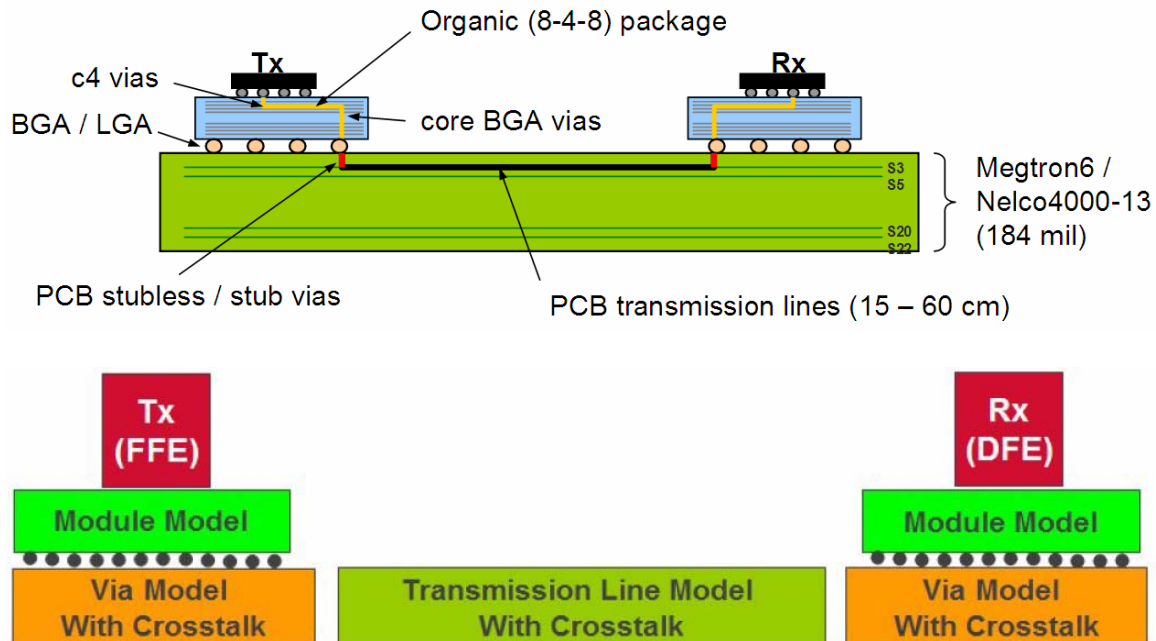 Organic (8-4-8) package
Tx
Rx
c4 vias
BGA / LGA
core BGA vias
S3
S5
S20
S22
Megtron6 /
Nelco4000-13
(184 mil)
PCB stubless / stub vias
PCB transmission lines (15 – 60 cm)
Tx
(FFE)
Rx
(DFE)
Module Model
Module Model
Via Model
With Crosstalk
Transmission Line Model
With Crosstalk
Via Model
With Crosstalk